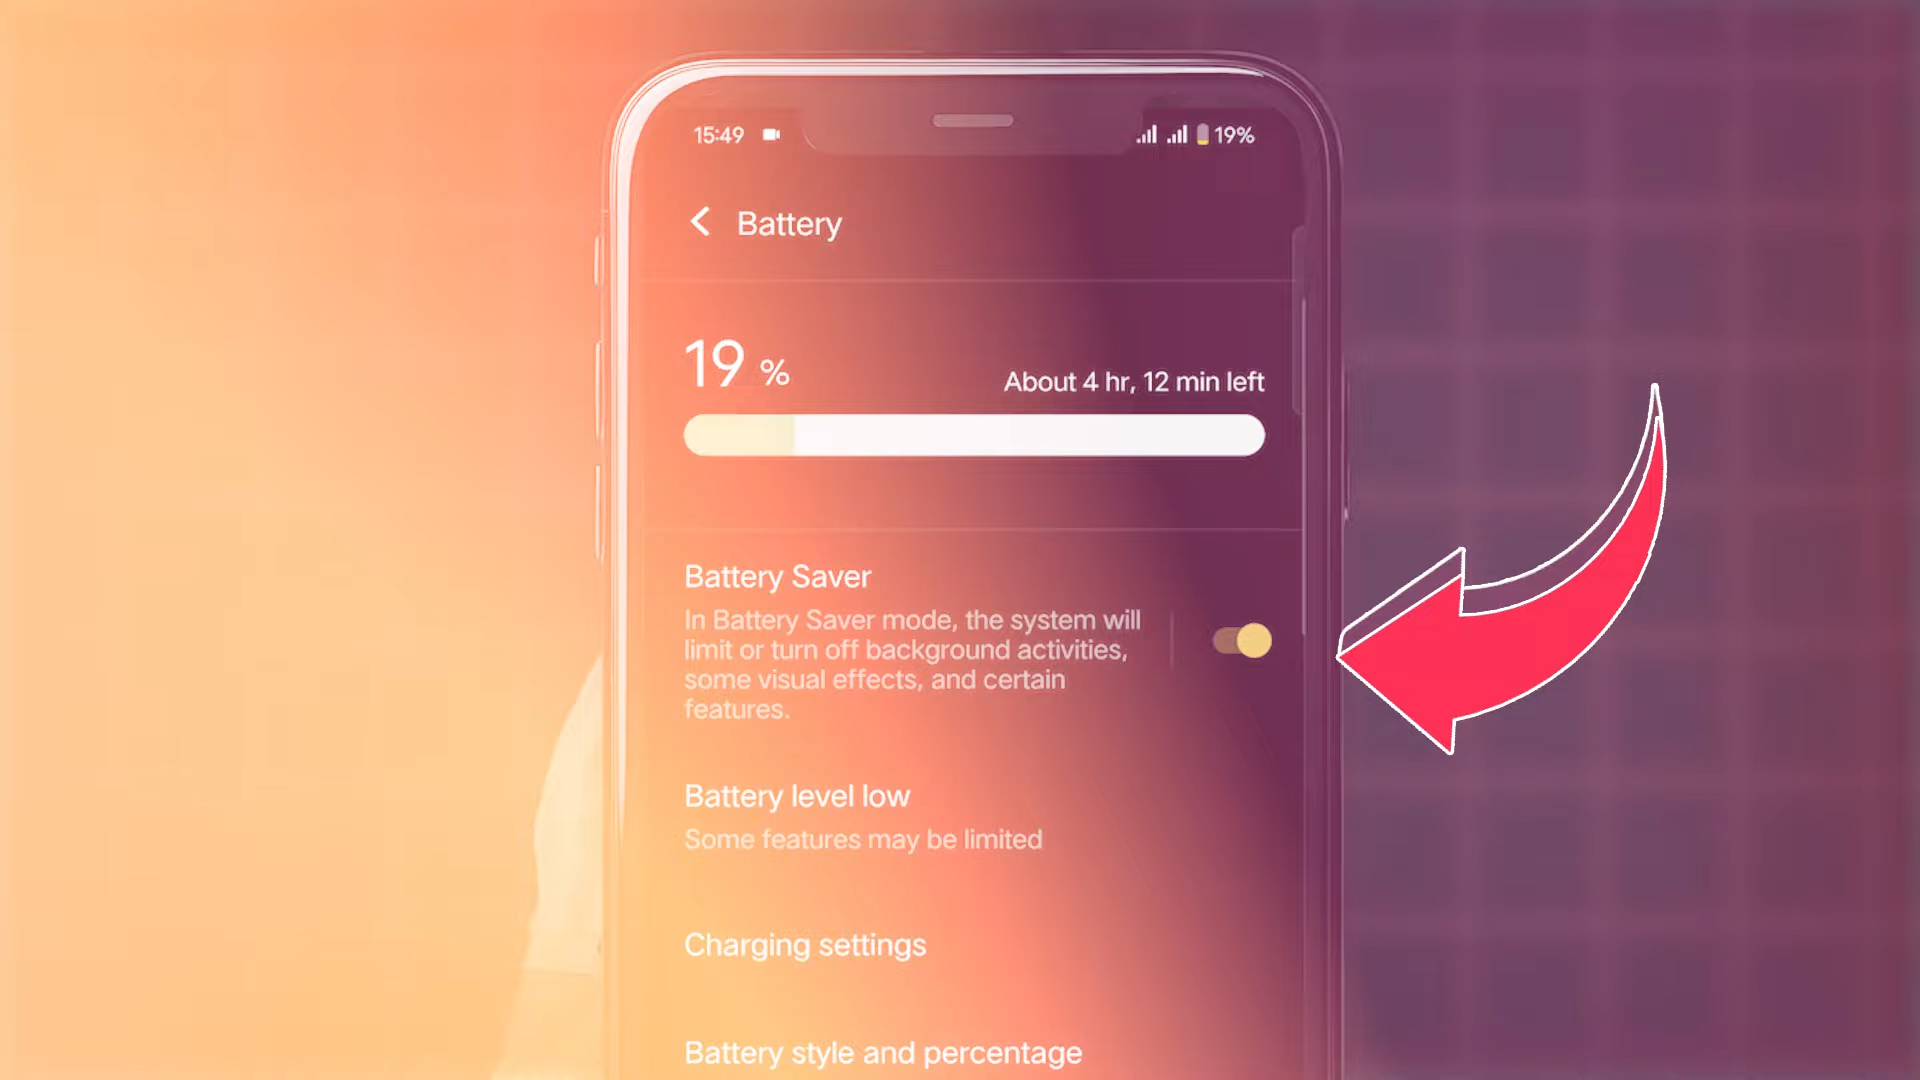 15:49 19%
Battery
19 %
About 4 hr, 12 min left
Battery Saver
In Battery Saver mode, the system will
limit or turn off background activities,
some visual effects, and certain
features.
Battery level low
Some features may be limited
Charging settings
Battery style and percentage